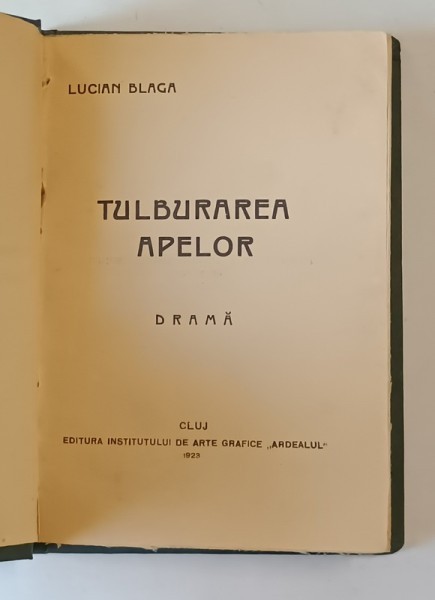 LUCIAN BLAGA
TULBURAREA
APELOR
DRAMĂ
CLUJ
EDITURA INSTITUTULUI DE ARTE GRAFICE „ARDEALUL“
1923